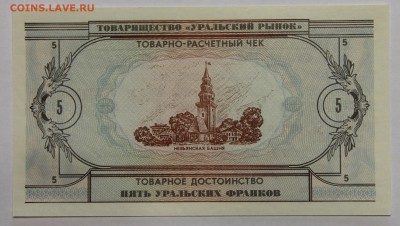 COINS.LAVE.RU
ТОВАРИЩЕСТВО «УРАЛЬСКИЙ РЫНОК»
ТОВАРНО-РАСЧЕТНЫЙ ЧЕК
5 5
5 5
НЕВЬЯНСКАЯ БАШНЯ
5 5
ТОВАРНОЕ ДОСТОИНСТВО
ПЯТЬ УРАЛЬСКИХ ФРАНКОВ